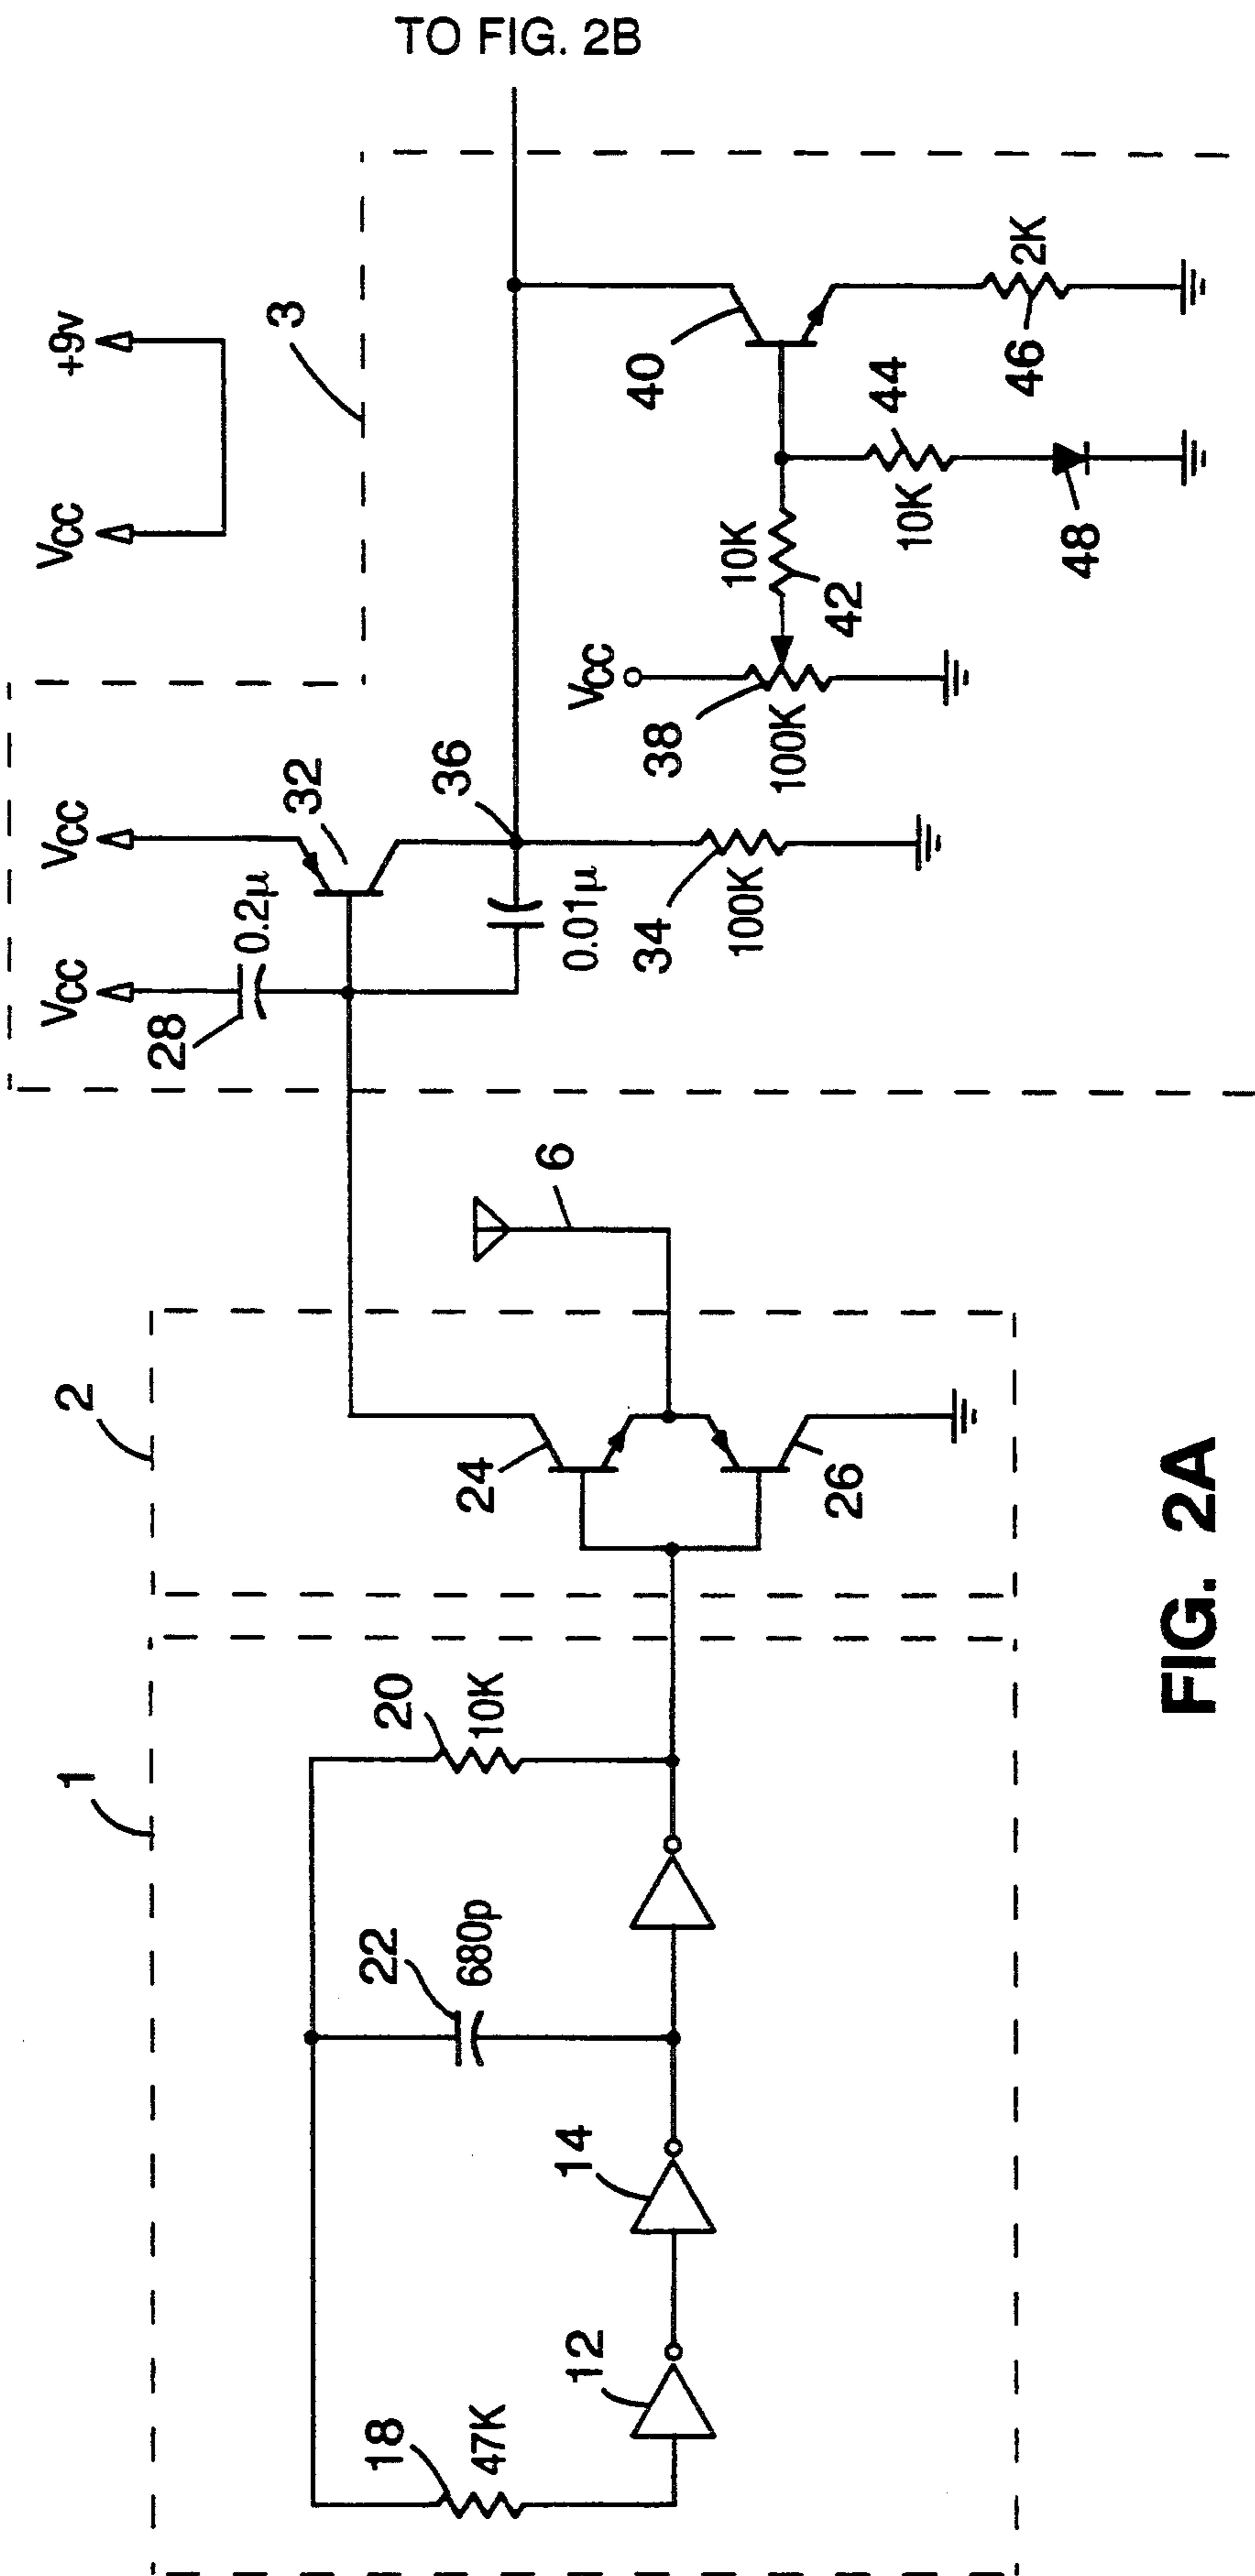 TO FIG. 2B
VCC
+9v
3
VCC
VCC
28
0.2µ
32
36
0.01µ
34
100K
VCC
38
100K
10K
42
40
44
10K
48
46
2K
6
2
24
26
1
20
10K
22
680p
14
12
18
47K
FIG. 2A